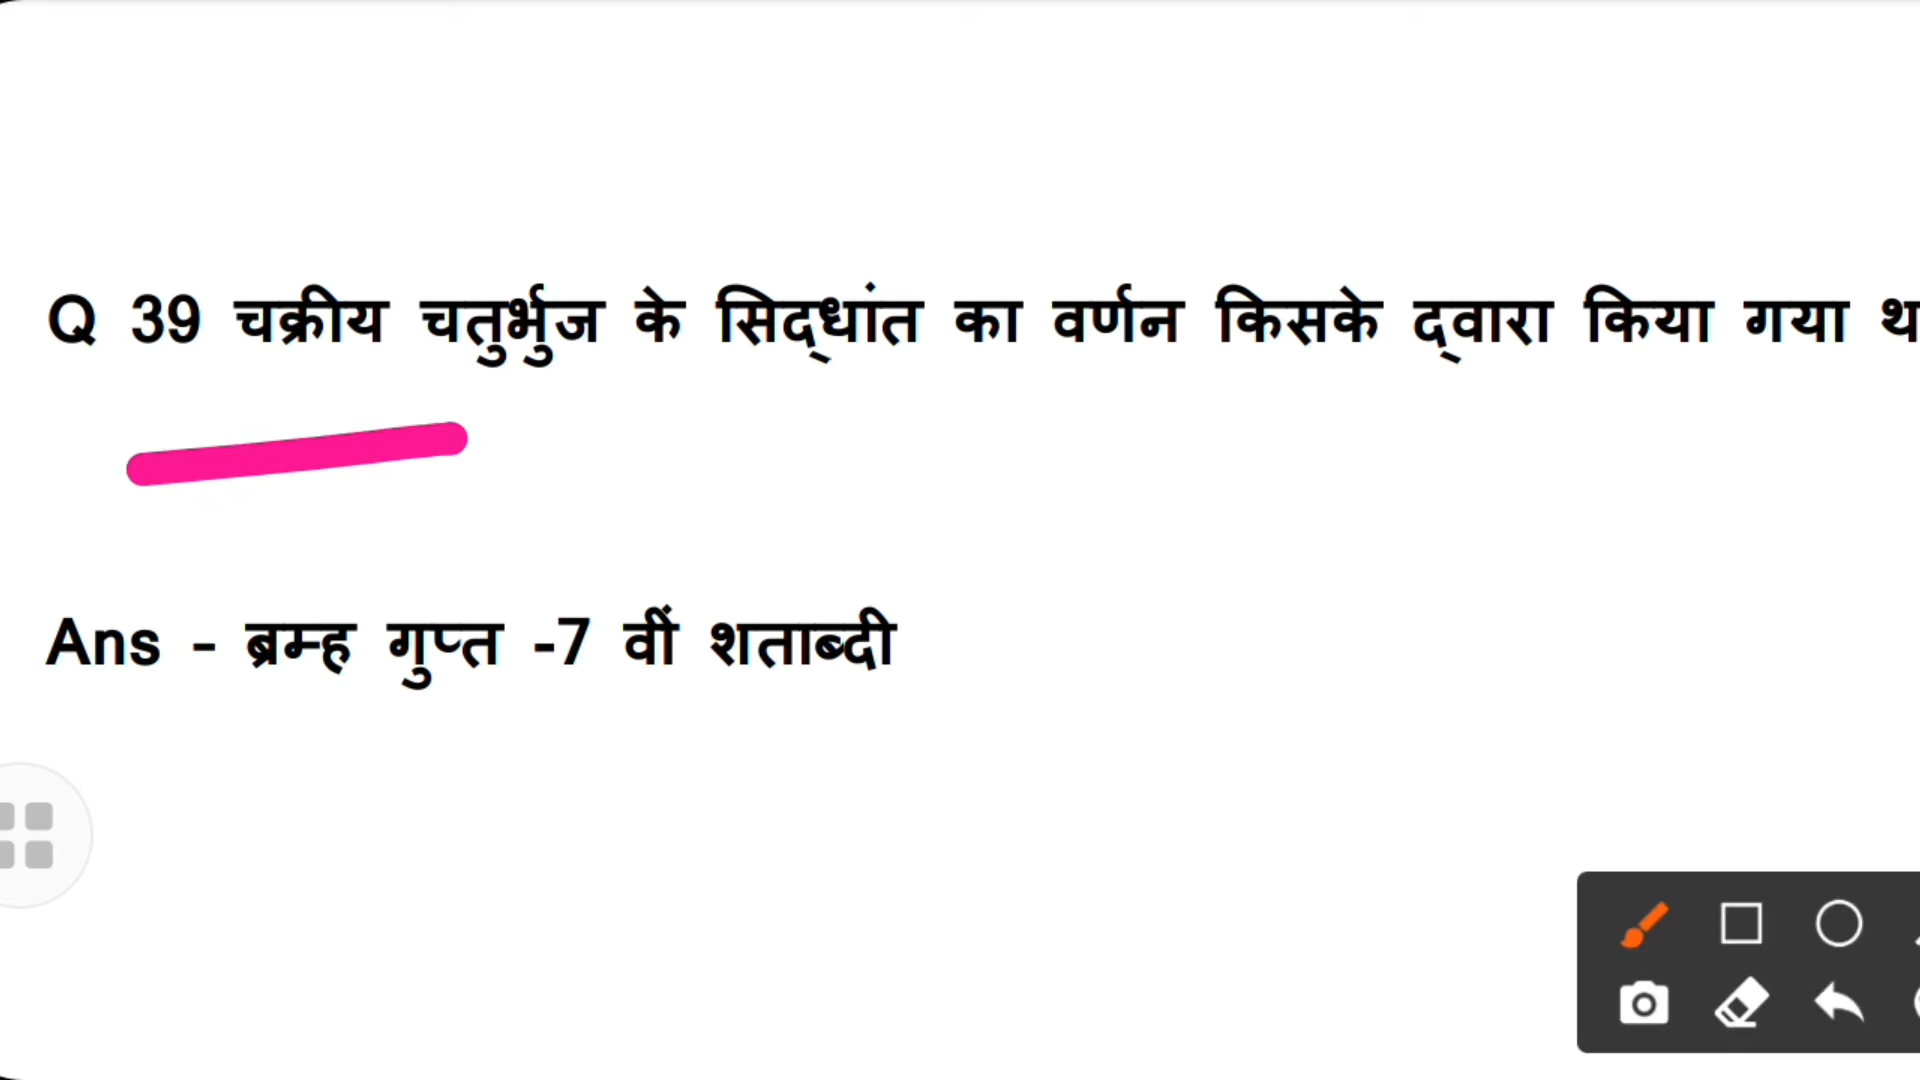 Q 39 चक्रीय चतुर्भुज के सिद्धांत का वर्णन किसके द्वारा किया गया
Ans - ब्रम्ह गुप्त -7 वीं शताब्दी